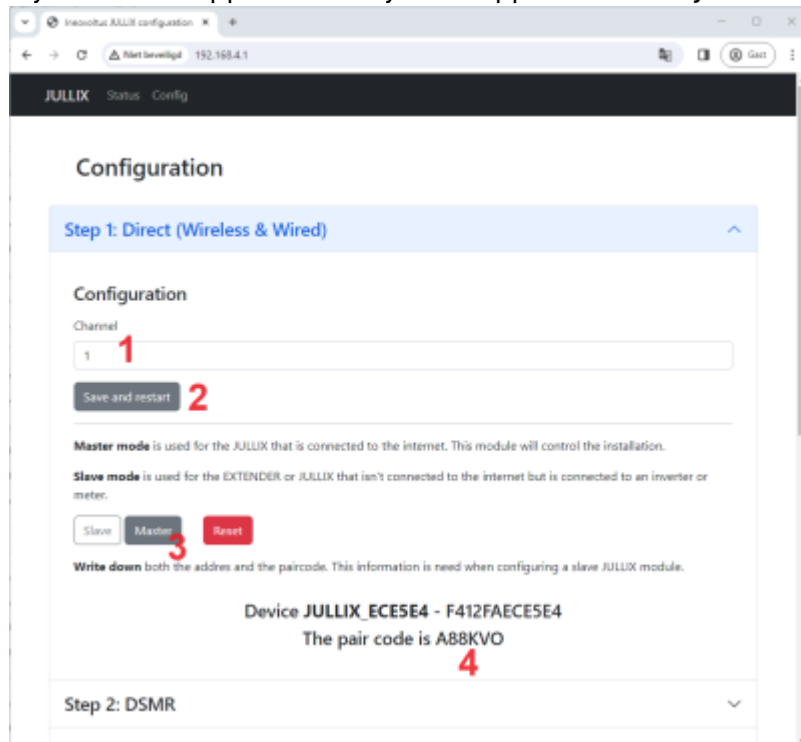 Ineovoltus JULLIX configuration
Niet beveiligd 192.168.4.1
Gast
JULLIX Status Config
Configuration
Step 1: Direct (Wireless & Wired)
Configuration
Channel
1 1
Save and restart 2
Master mode is used for the JULLIX that is connected to the internet. This module will control the installation.
Slave mode is used for the EXTENDER or JULLIX that isn't connected to the internet but is connected to an inverter or
meter.
Slave Master Reset
3
Write down both the addres and the paircode. This information is need when configuring a slave JULLIX module.
Device JULLIX_ECE5E4 - F412FAECE5E4
The pair code is A88KVO
4
Step 2: DSMR